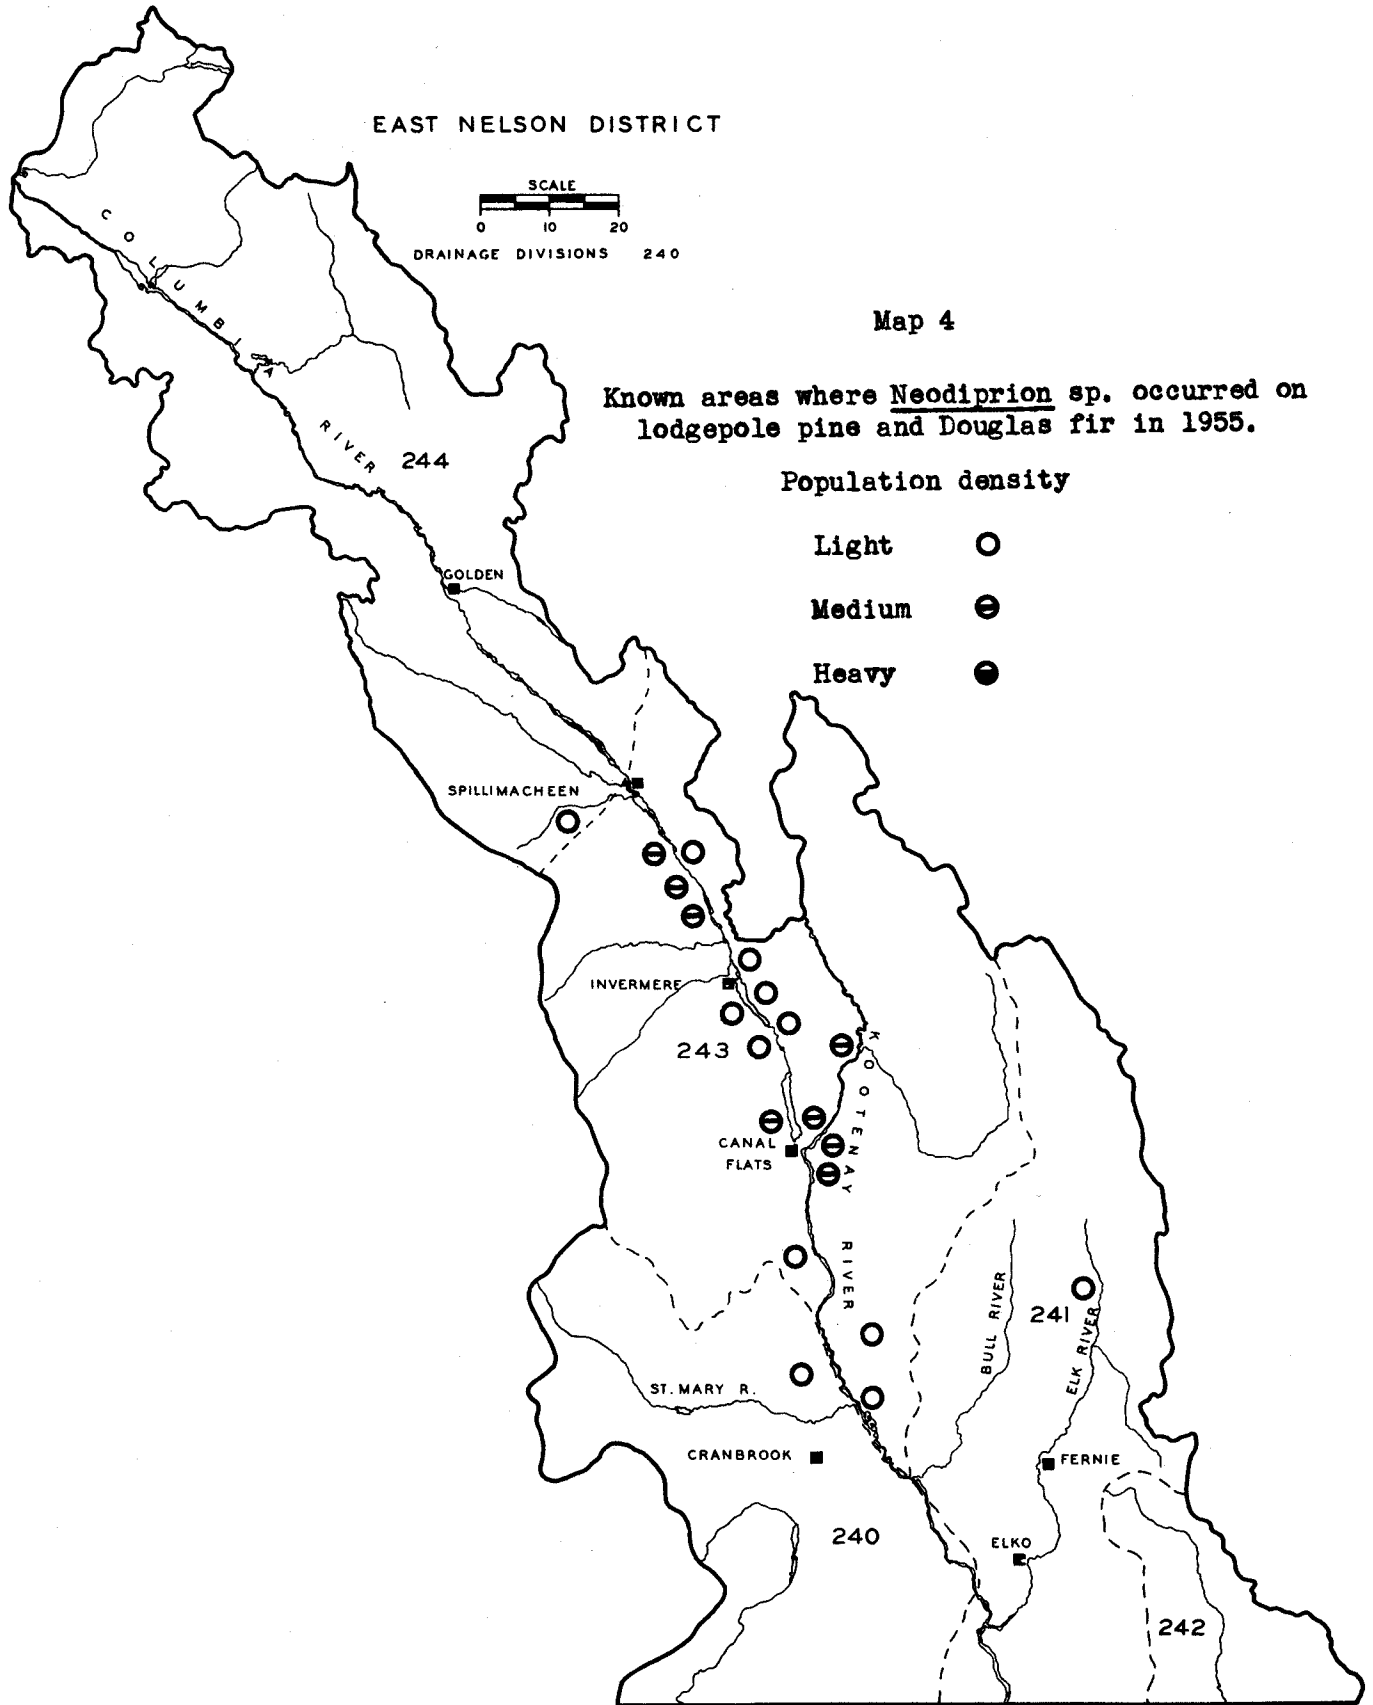 EAST NELSON DISTRICT
SCALE
0 10 20
DRAINAGE DIVISIONS 240
COLUMBIA
RIVER
244
Map 4
Known areas where Neodiprion sp. occurred on
lodgepole pine and Douglas fir in 1955.
Population density
Light
Medium
Heavy
GOLDEN
SPILLIMACHEEN
INVERMERE
243
KOOTENAY
RIVER
CANAL
FLATS
BULL RIVER
241
ELK RIVER
ST. MARY R.
CRANBROOK
FERNIE
240
ELKO
242